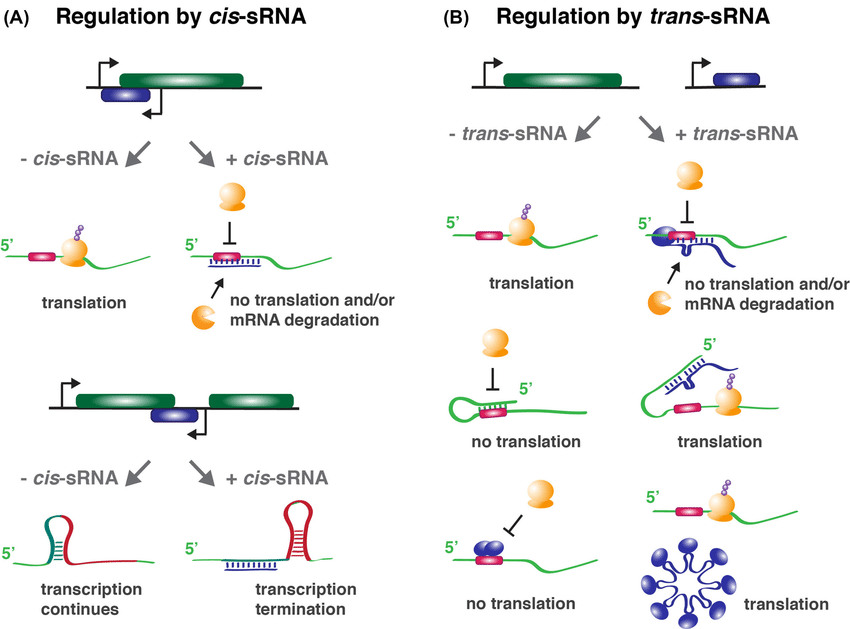 (A) Regulation by cis-sRNA
- cis-sRNA
+ cis-sRNA
5’
translation
5’
no translation and/or
mRNA degradation
- cis-sRNA
+ cis-sRNA
5’
transcription
continues
5’
transcription
termination
(B) Regulation by trans-sRNA
- trans-sRNA
+ trans-sRNA
5’
translation
5’
no translation and/or
mRNA degradation
5’
no translation
5’
translation
5’
no translation
5’
translation